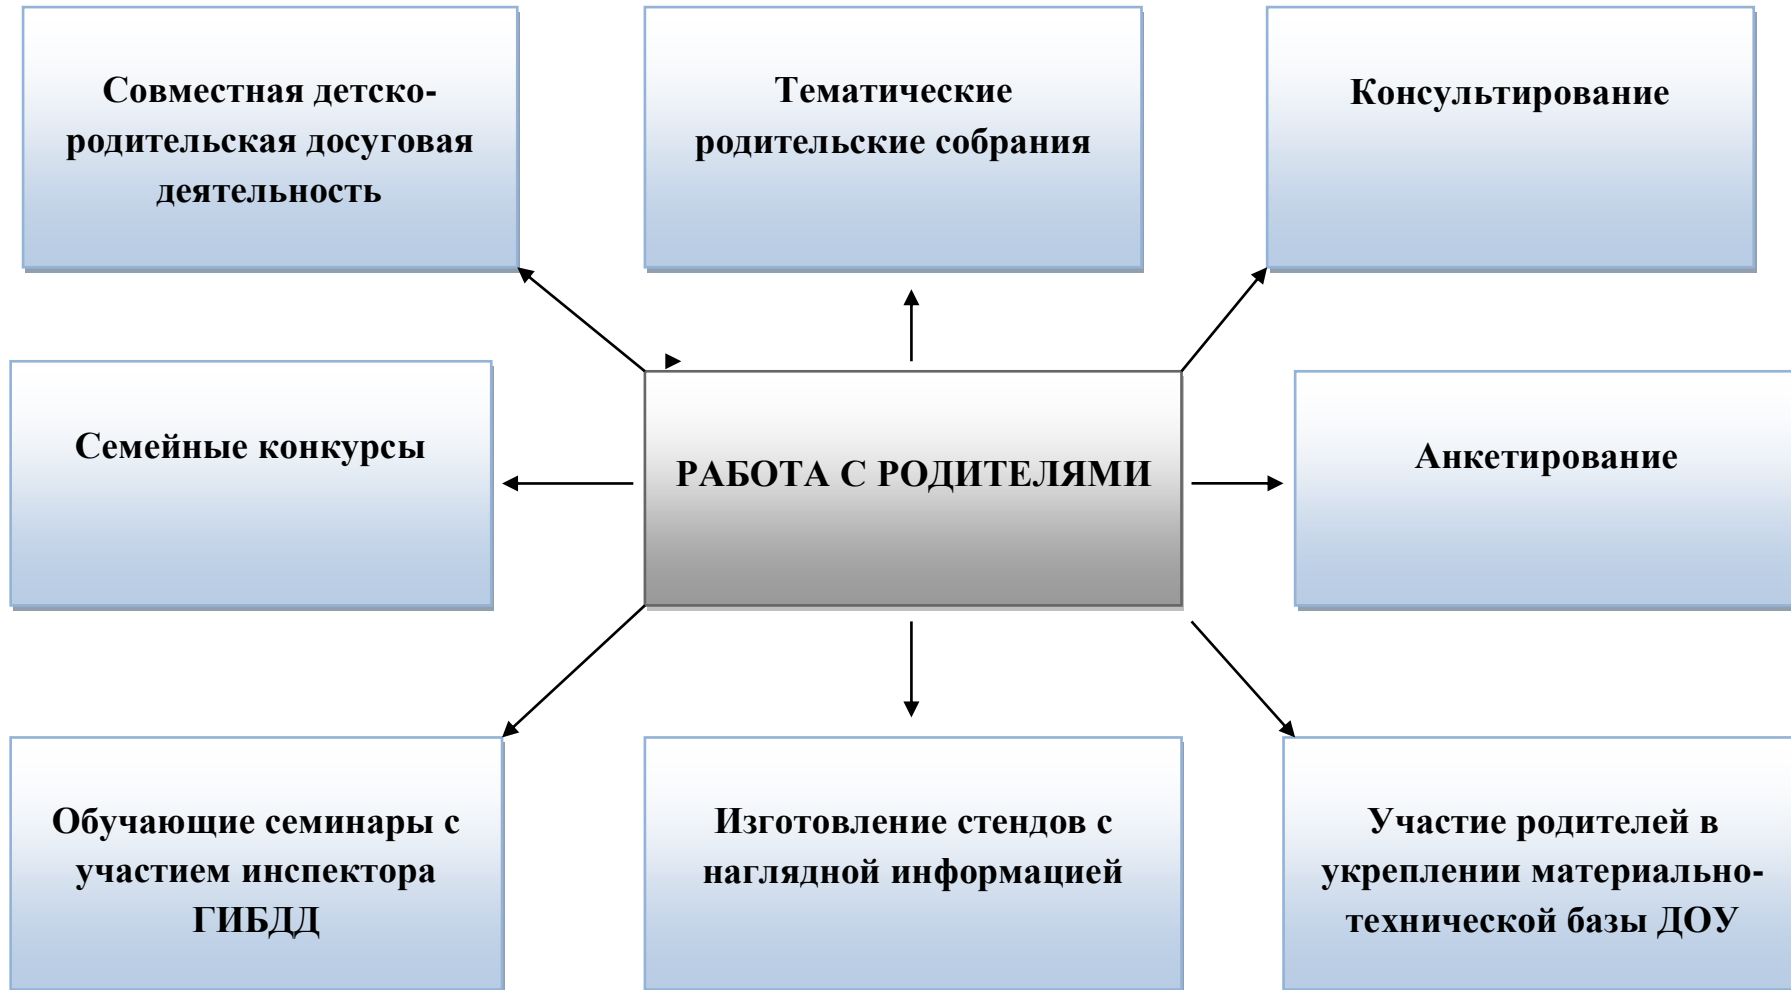 Совместная детско-
родительская досуговая
деятельность
Тематические
родительские собрания
Консультирование
Семейные конкурсы
РАБОТА С РОДИТЕЛЯМИ
Анкетирование
Обучающие семинары с
участием инспектора
ГИБДД
Изготовление стендов с
наглядной информацией
Участие родителей в
укреплении материально-
технической базы ДОУ